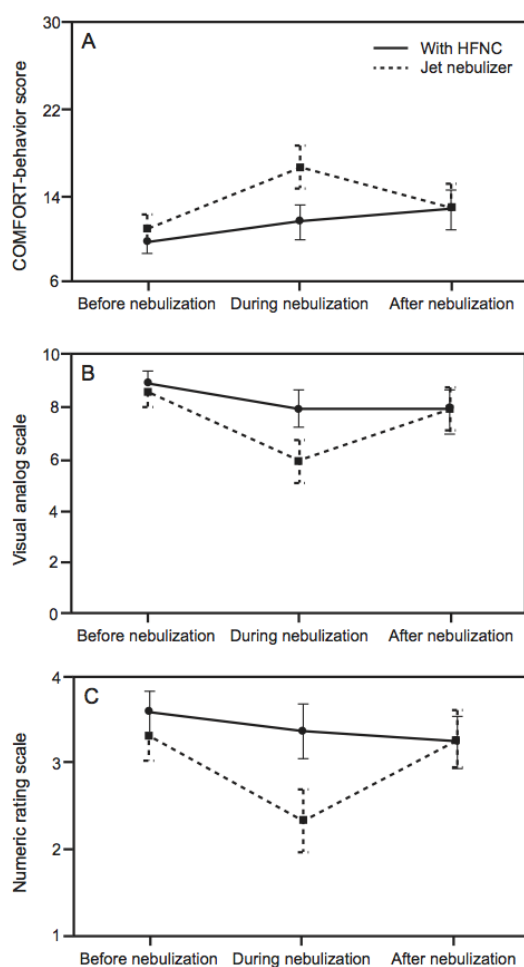 A
With HFNC
Jet nebulizer
COMFORT-behavior score
30
22
14
6
Before nebulization During nebulization After nebulization
B
Visual analog scale
10
8
6
4
2
0
Before nebulization During nebulization After nebulization
C
Numeric rating scale
4
3
2
1
Before nebulization During nebulization After nebulization